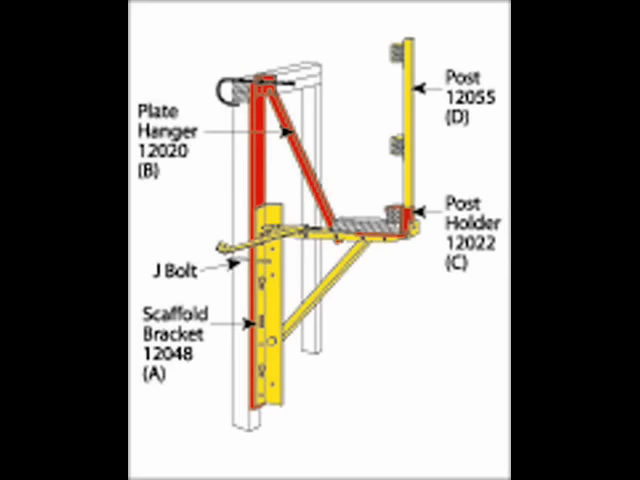 Plate
Hanger
12020
(B)
Post
12055
(D)
Post
Holder
12022
(C)
J Bolt
Scaffold
Bracket
12048
(A)